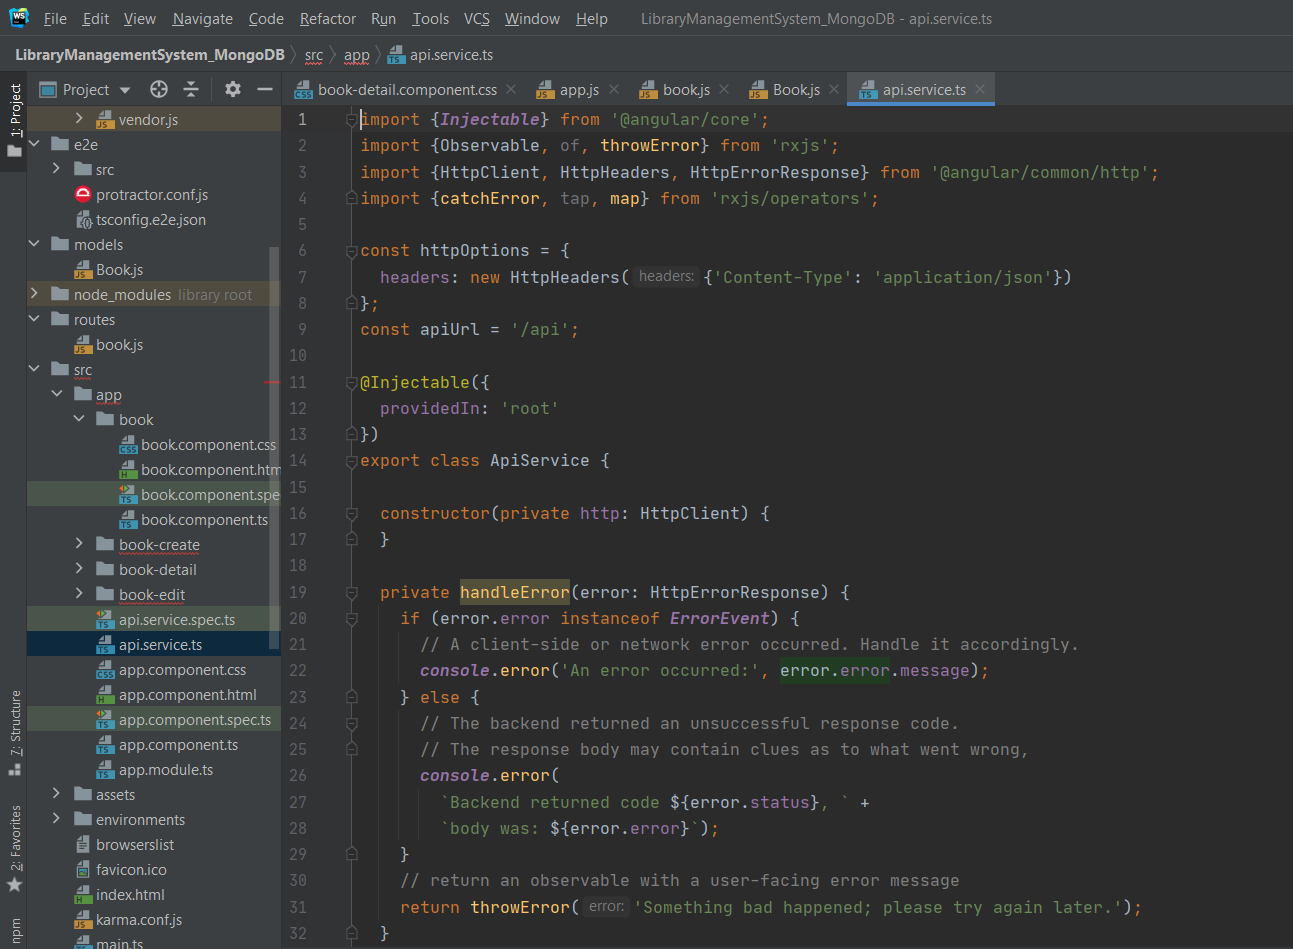 WS File Edit View Navigate Code Refactor Run Tools VCS Window Help LibraryManagementSystem_MongoDB - api.service.ts
LibraryManagementSystem_MongoDB src app api.service.ts
Project
book-detail.component.css app.js book.js Book.js api.service.ts
1: Project
7: Structure
2: Favorites
npm
vendor.js
e2e
src
protractor.conf.js
tsconfig.e2e.json
models
Book.js
node_modules library root
routes
book.js
src
app
book
book.component.css
book.component.htm
book.component.spe
book.component.ts
book-create
book-detail
book-edit
api.service.spec.ts
api.service.ts
app.component.css
app.component.html
app.component.spec.ts
app.component.ts
app.module.ts
assets
environments
browserslist
favicon.ico
index.html
karma.conf.js
main.ts
1 import {Injectable} from '@angular/core';
2 import {Observable, of, throwError} from 'rxjs';
3 import {HttpClient, HttpHeaders, HttpErrorResponse} from '@angular/common/http';
4 import {catchError, tap, map} from 'rxjs/operators';
5
6 const httpOptions = {
7 headers: new HttpHeaders( headers: {'Content-Type': 'application/json'})
8 };
9 const apiUrl = '/api';
10
11 @Injectable({
12 providedIn: 'root'
13 })
14 export class ApiService {
15
16 constructor(private http: HttpClient) {
17 }
18
19 private handleError(error: HttpErrorResponse) {
20 if (error.error instanceof ErrorEvent) {
21 // A client-side or network error occurred. Handle it accordingly.
22 console.error('An error occurred:', error.error.message);
23 } else {
24 // The backend returned an unsuccessful response code.
25 // The response body may contain clues as to what went wrong,
26 console.error(
27 `Backend returned code ${error.status}, ` +
28 `body was: ${error.error}`);
29 }
30 // return an observable with a user-facing error message
31 return throwError( error: 'Something bad happened; please try again later.');
32 }